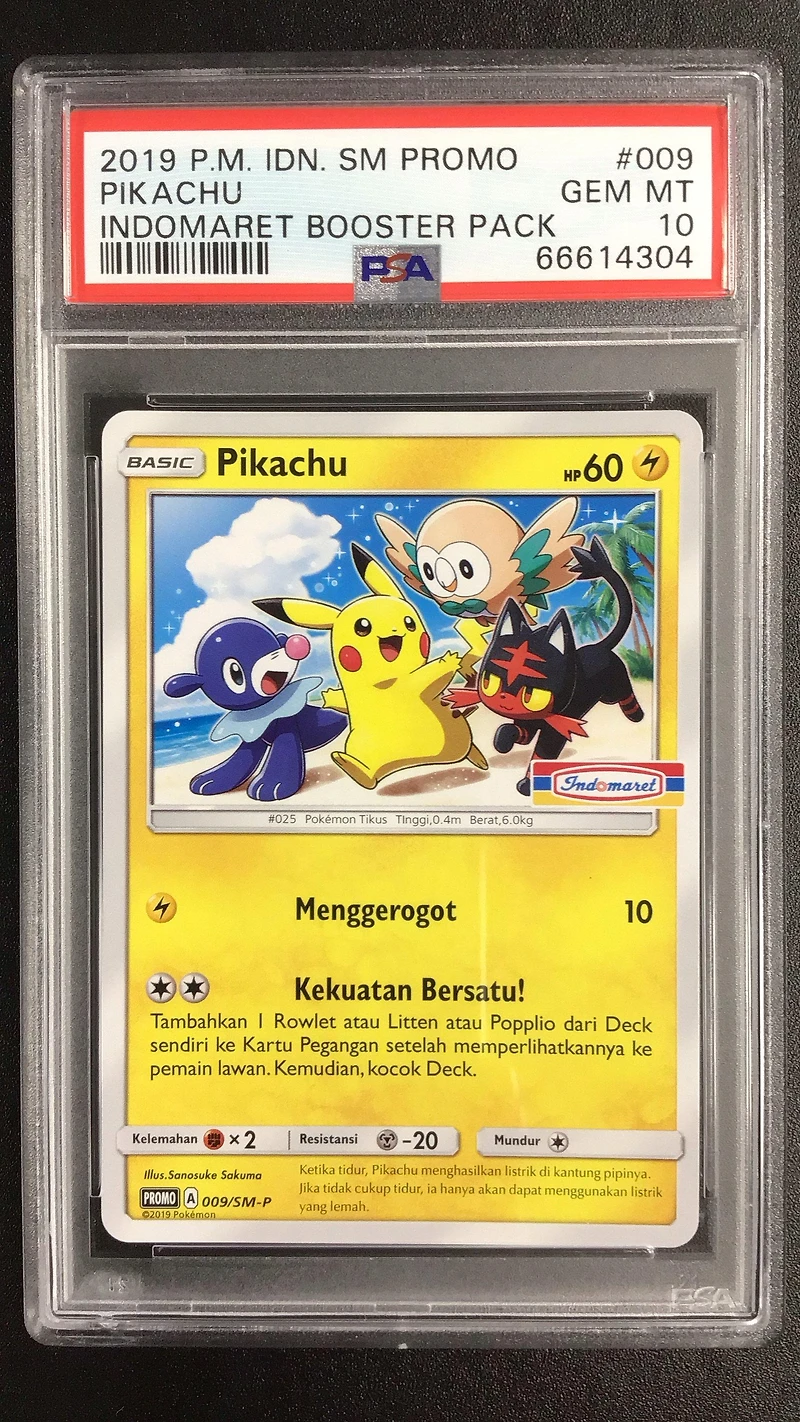 2019 P.M. IDN. SM PROMO #009
PIKACHU GEM MT
INDOMARET BOOSTER PACK 10
66614304
PSA
BASIC Pikachu HP 60
Indomaret
#025 Pokémon Tikus TInggi,0.4m Berat,6.0kg
Menggerogot 10
Kekuatan Bersatu!
Tambahkan 1 Rowlet atau Litten atau Popplio dari Deck
sendiri ke Kartu Pegangan setelah memperlihatkannya ke
pemain lawan. Kemudian, kocok Deck.
Kelemahan ×2 Resistansi -20 Mundur
Illus.Sanosuke Sakuma
PROMO A 009/SM-P
©2019 Pokémon
Ketika tidur, Pikachu menghasilkan listrik di kantung pipinya.
Jika tidak cukup tidur, ia hanya akan dapat menggunakan listrik
yang lemah.
PSA